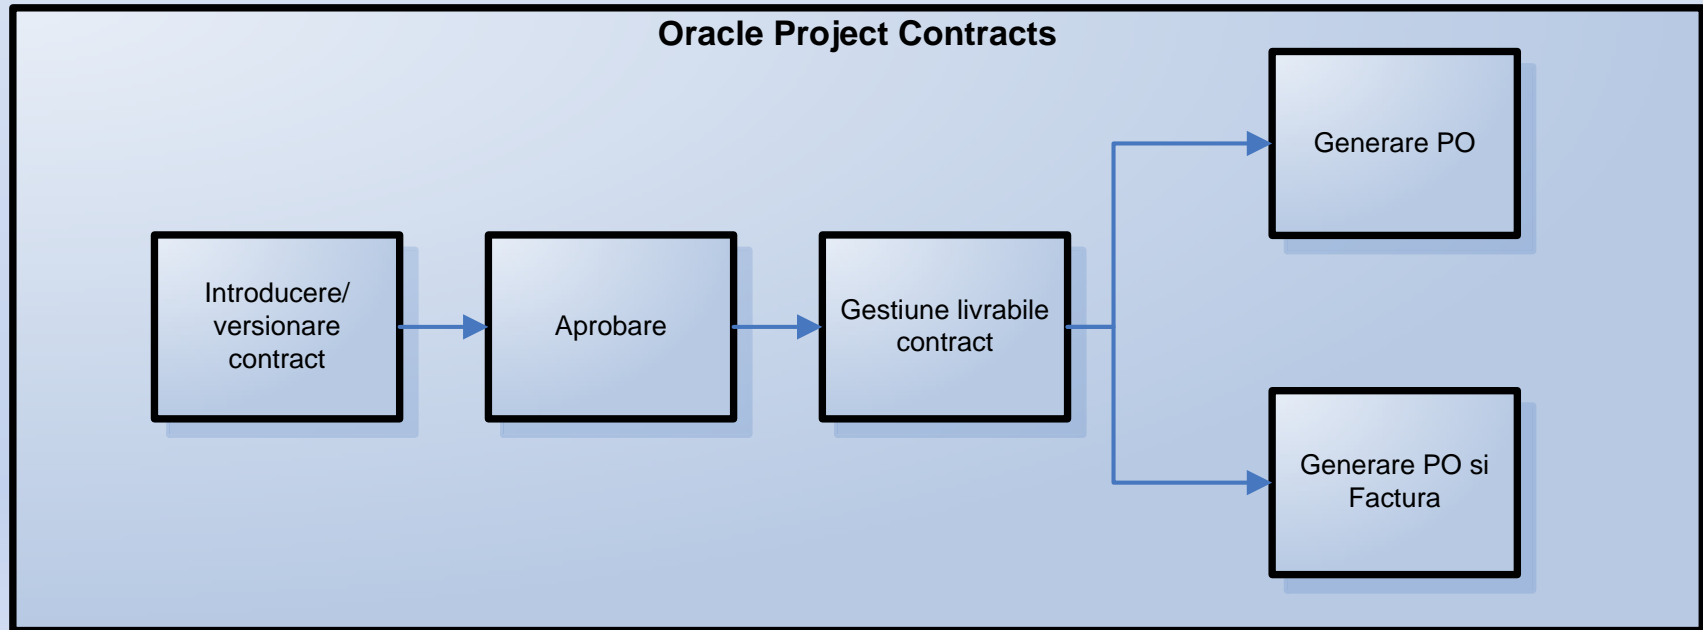 Oracle Project Contracts
Generare PO
Introducere/
versionare
contract
Aprobare
Gestiune livrabile
contract
Generare PO si
Factura